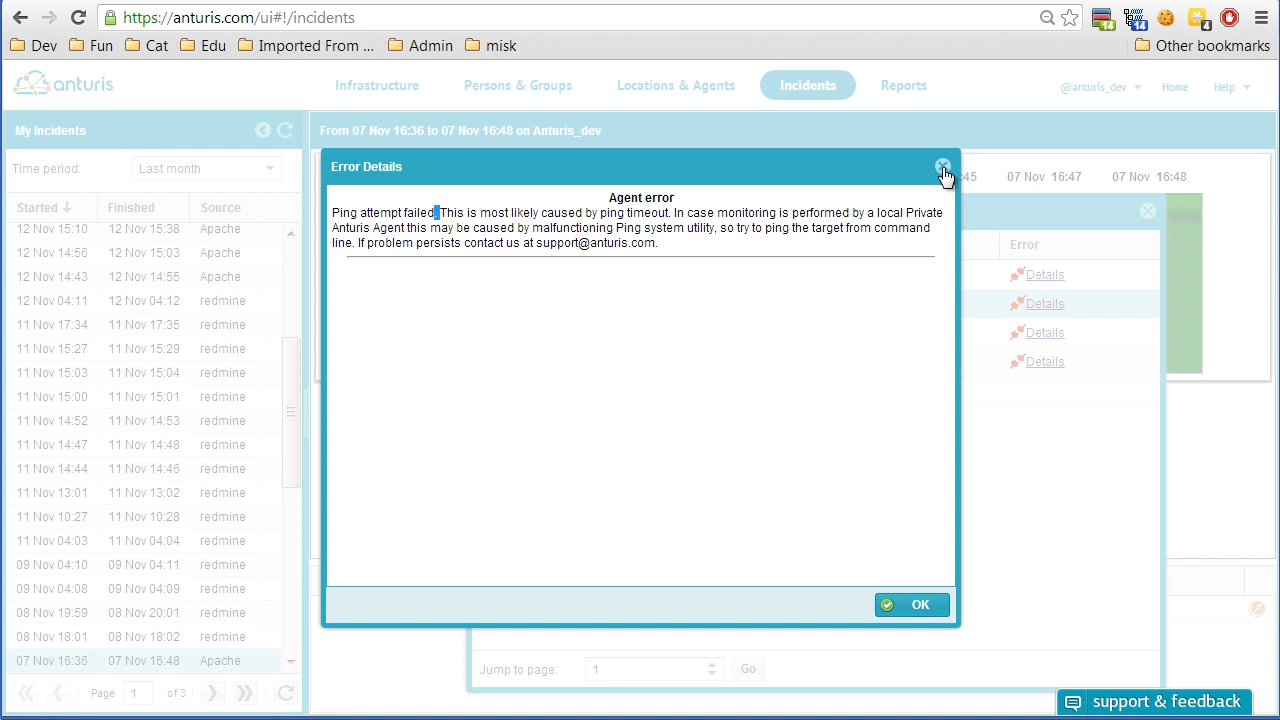 https://anturis.com/ui#!/incidents
14
14
4
Dev Fun Cat Edu Imported From ... Admin misk Other bookmarks
anturis
Infrastructure Persons & Groups Locations & Agents Incidents Reports @anturis_dev Home Help
My Incidents
From 07 Nov 16:36 to 07 Nov 16:48 on Anturis_dev
Time period: Last month
Started Finished Source
12 Nov 15:10 12 Nov 15:38 Apache
12 Nov 14:56 12 Nov 15:03 Apache
12 Nov 14:43 12 Nov 14:55 Apache
12 Nov 04:11 12 Nov 04:12 redmine
11 Nov 17:34 11 Nov 17:35 redmine
11 Nov 15:27 11 Nov 15:29 redmine
11 Nov 15:03 11 Nov 15:04 redmine
11 Nov 15:00 11 Nov 15:01 redmine
11 Nov 14:52 11 Nov 14:53 redmine
11 Nov 14:47 11 Nov 14:48 redmine
11 Nov 14:44 11 Nov 14:46 redmine
11 Nov 13:01 11 Nov 13:02 redmine
11 Nov 10:27 11 Nov 10:28 redmine
11 Nov 04:03 11 Nov 04:04 redmine
09 Nov 04:10 09 Nov 04:11 redmine
09 Nov 04:08 09 Nov 04:09 redmine
08 Nov 19:59 08 Nov 20:01 redmine
08 Nov 18:01 08 Nov 18:02 redmine
07 Nov 16:36 07 Nov 16:48 Apache
Page 1 of 3
Error Details
Agent error
Ping attempt failed. This is most likely caused by ping timeout. In case monitoring is performed by a local Private
Anturis Agent this may be caused by malfunctioning Ping system utility, so try to ping the target from command
line. If problem persists contact us at support@anturis.com.
OK
:45 07 Nov 16:47 07 Nov 16:48
Error
Details
Details
Details
Details
Jump to page: 1 Go
support & feedback